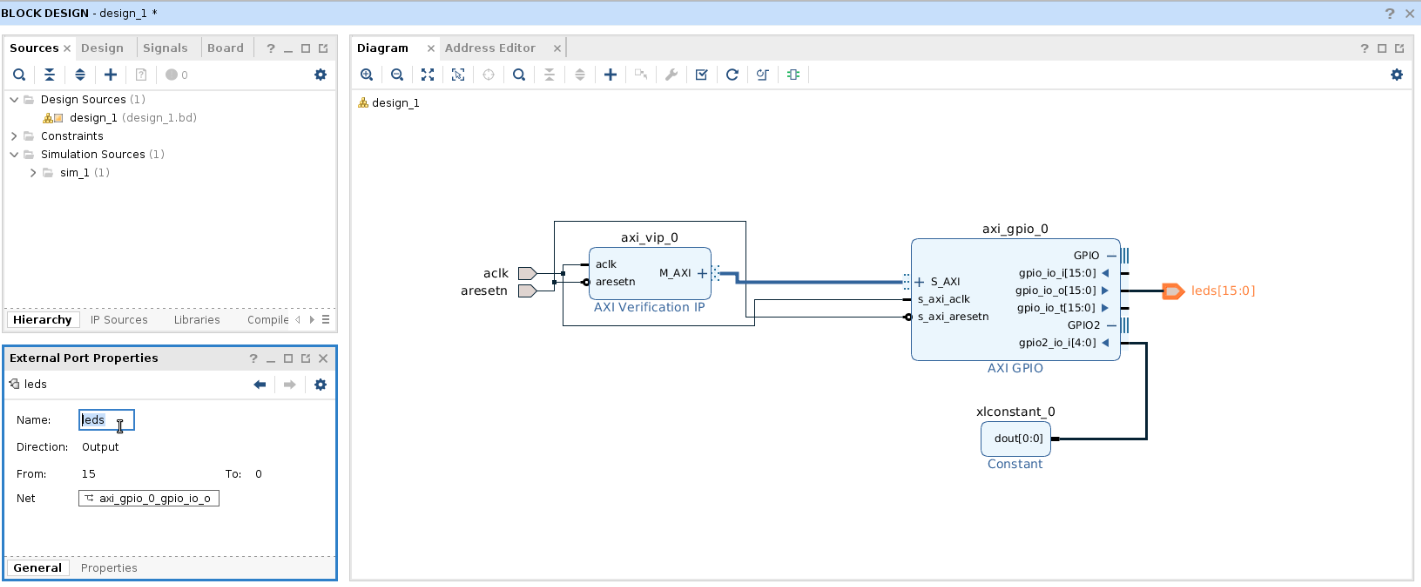 BLOCK DESIGN - design_1 *
Sources
Design
Signals
Board
0
Design Sources (1)
design_1 (design_1.bd)
Constraints
Simulation Sources (1)
sim_1 (1)
Hierarchy
IP Sources
Libraries
Compile
External Port Properties
leds
Name: leds
Direction: Output
From: 15 To: 0
Net axi_gpio_0_gpio_io_o
General
Properties
Diagram
Address Editor
design_1
axi_vip_0
aclk
aresetn
aclk
aresetn
M_AXI
AXI Verification IP
axi_gpio_0
S_AXI
s_axi_aclk
s_axi_aresetn
GPIO
gpio_io_i[15:0]
gpio_io_o[15:0]
gpio_io_t[15:0]
GPIO2
gpio2_io_i[4:0]
AXI GPIO
leds[15:0]
xlconstant_0
dout[0:0]
Constant